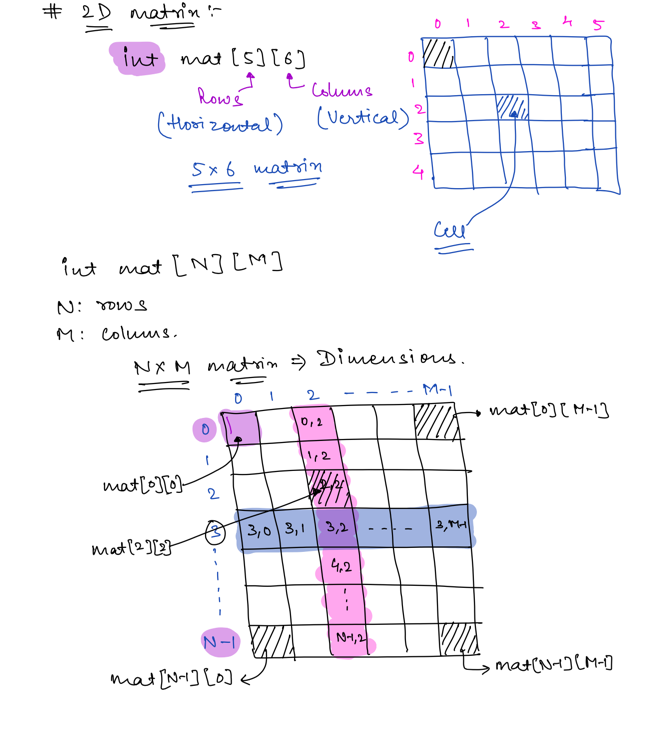 # 2D matrix :-
0 1 2 3 4 5
int mat [5] [6]
0
1
2
3
4
Rows Colums
(Horizontal) (Vertical)
5 x 6 matrix
Cell
int mat [N] [M]
N: rows
M: colums.
N x M matrix ⇒ Dimensions.
0 1 2 - - - - M-1
0 1 0,2 mat[0][M-1]
1 1,2
mat[0][0]
2 2,2
3 3,0 3,1 3,2 - - - - 3,M-1
mat[2][2]
4,2
N-1 N-1,2
mat[N-1][0] mat[N-1][M-1]